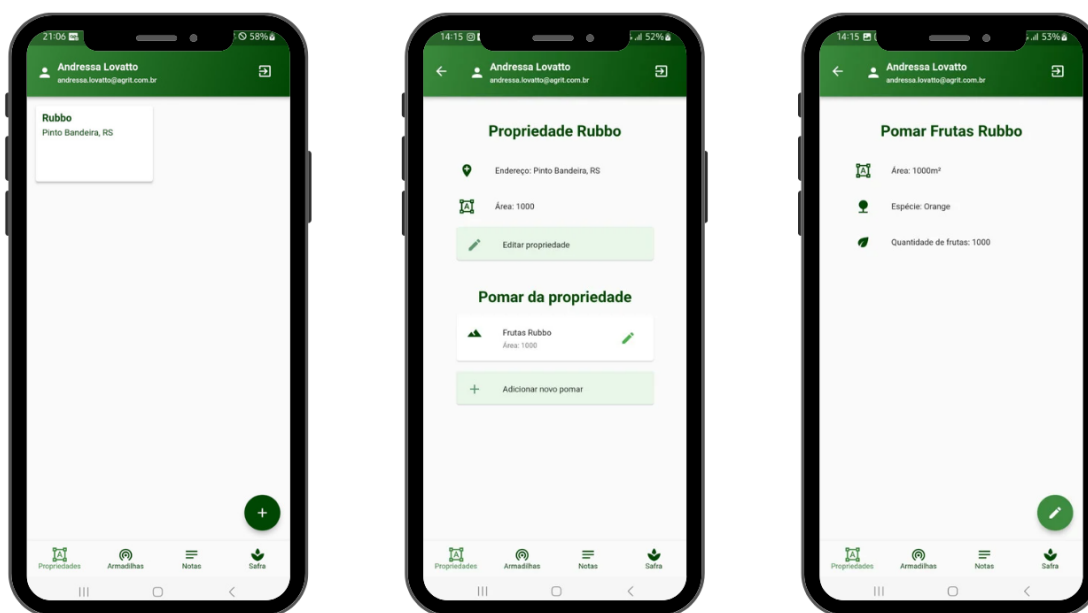 21:06
58%
Andressa Lovatto
andressa.lovatto@agrit.com.br
Rubbo
Pinto Bandeira, RS
+
Propriedades
Armadilhas
Notas
Safra
14:15
52%
Andressa Lovatto
andressa.lovatto@agrit.com.br
Propriedade Rubbo
Endereço: Pinto Bandeira, RS
Área: 1000
Editar propriedade
Pomar da propriedade
Frutas Rubbo
Área: 1000
+ Adicionar novo pomar
Propriedades
Armadilhas
Notas
Safra
14:15
53%
Andressa Lovatto
andressa.lovatto@agrit.com.br
Pomar Frutas Rubbo
Área: 1000m²
Espécie: Orange
Quantidade de frutas: 1000
Propriedades
Armadilhas
Notas
Safra